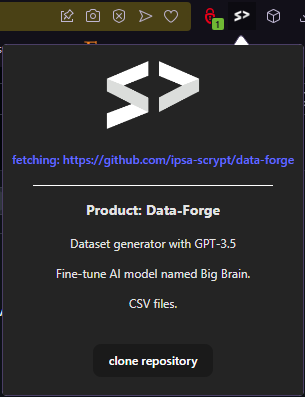 1
fetching: https://github.com/ipsa-scrypt/data-forge
Product: Data-Forge
Dataset generator with GPT-3.5
Fine-tune AI model named Big Brain.
CSV files.
clone repository